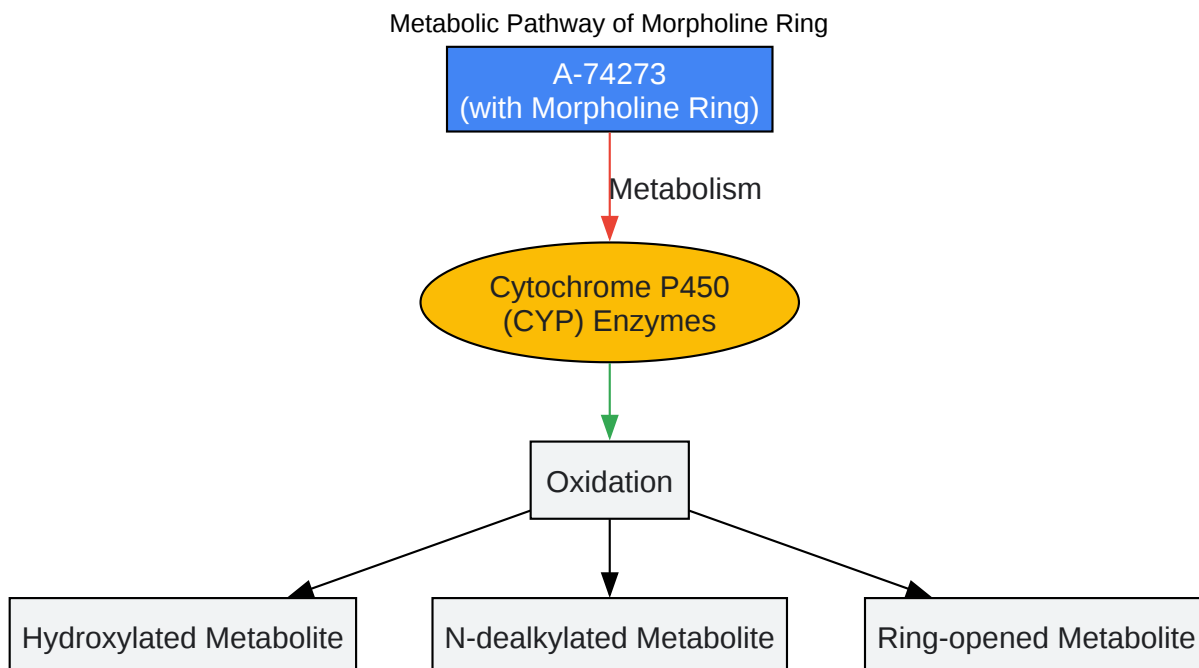 Metabolic Pathway of Morpholine Ring
A-74273
(with Morpholine Ring)
Metabolism
Cytochrome P450
(CYP) Enzymes
Oxidation
Hydroxylated Metabolite
N-dealkylated Metabolite
Ring-opened Metabolite